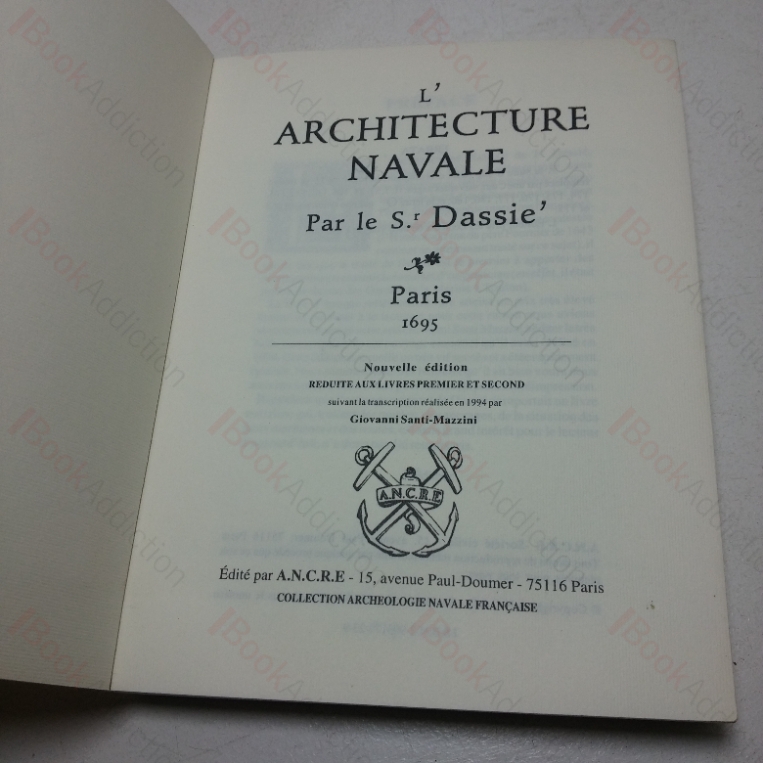 L'
ARCHITECTURE
NAVALE
Par le S.r Dassie'
Paris
1695
Nouvelle édition
REDUITE AUX LIVRES PREMIER ET SECOND
suivant la transcription réalisée en 1994 par
Giovanni Santi-Mazzini
A.N.C.R.E
Édité par A.N.C.R.E - 15, avenue Paul-Doumer - 75116 Paris
COLLECTION ARCHEOLOGIE NAVALE FRANÇAISE
BookAddiction